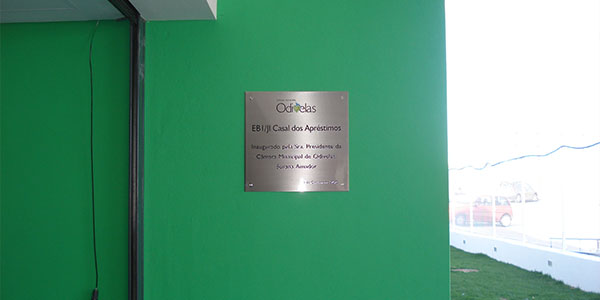 Odivelas
EB1/JI Casal dos Apréstimos
Inaugurado pela Sra. Presidente da
Câmara Municipal de Odivelas
Susana Amador